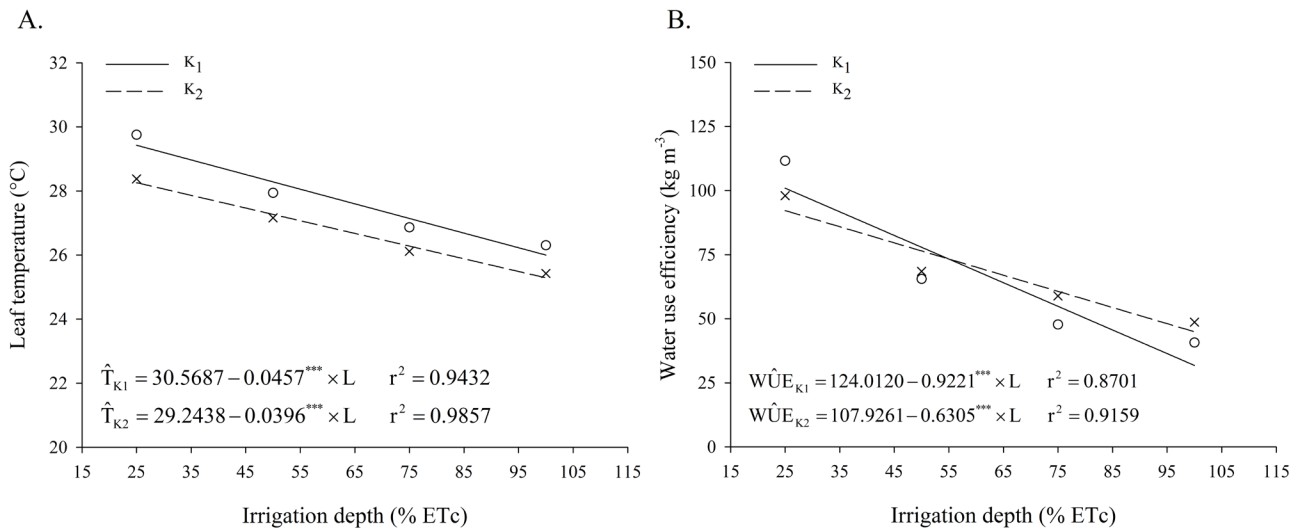 A.
Leaf temperature (°C)
32
30
28
26
24
22
20
K1
K2
T̂K1 = 30.5687 – 0.0457*** × L r² = 0.9432
T̂K2 = 29.2438 – 0.0396*** × L r² = 0.9857
15 25 35 45 55 65 75 85 95 105 115
Irrigation depth (% ETc)
B.
Water use efficiency (kg m⁻³)
150
125
100
75
50
25
0
K1
K2
WÛEK1 = 124.0120 – 0.9221*** × L r² = 0.8701
WÛEK2 = 107.9261 – 0.6305*** × L r² = 0.9159
15 25 35 45 55 65 75 85 95 105 115
Irrigation depth (% ETc)